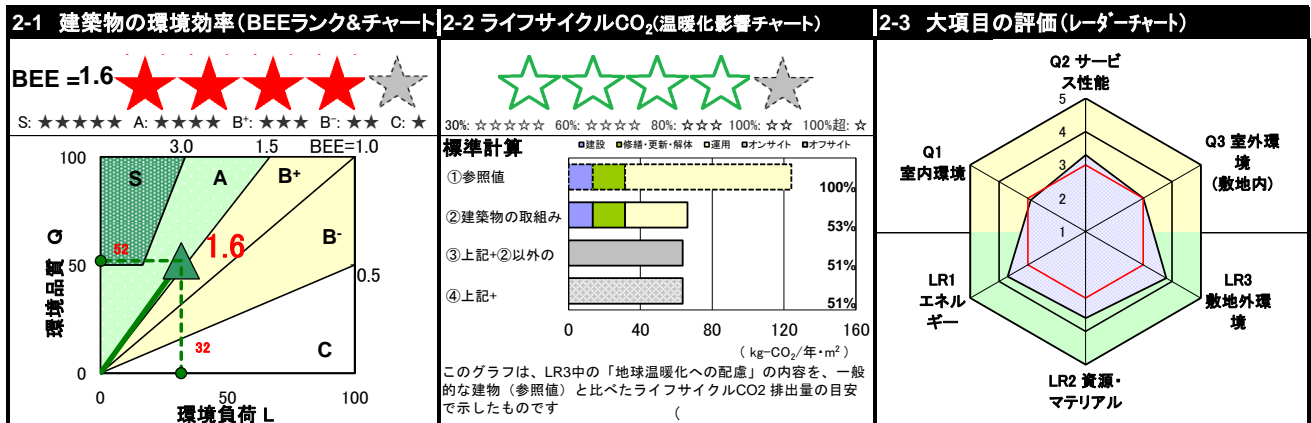 2-1 建築物の環境効率(BEEランク&チャート
BEE =1.6
S: ★★★★★ A: ★★★★ B⁺: ★★★ B⁻: ★★ C: ★
3.0 1.5 BEE=1.0
100
S
A
B⁺
B⁻
C
52
1.6
50
0.5
32
0
環境品質 Q
0 50 100
環境負荷 L
2-2 ライフサイクルCO₂(温暖化影響チャート)
30%: ☆☆☆☆☆ 60%: ☆☆☆☆ 80%: ☆☆☆ 100%: ☆☆ 100%超: ☆
標準計算
■建設 ■修繕・更新・解体 □運用 ■オンサイト ■オフサイト
①参照値
100%
②建築物の取組み
53%
③上記+②以外の
51%
④上記+
51%
0 40 80 120 160
( kg-CO₂/年・m² )
このグラフは、LR3中の「地球温暖化への配慮」の内容を、一般
的な建物(参照値)と比べたライフサイクルCO2 排出量の目安
で示したものです (
2-3 大項目の評価(レーダーチャート)
Q2 サービ
ス性能
5
4
3
2
1
Q1
室内環境
Q3 室外環
境
(敷地内)
LR1
エネル
ギー
LR3
敷地外環
境
LR2 資源・
マテリアル